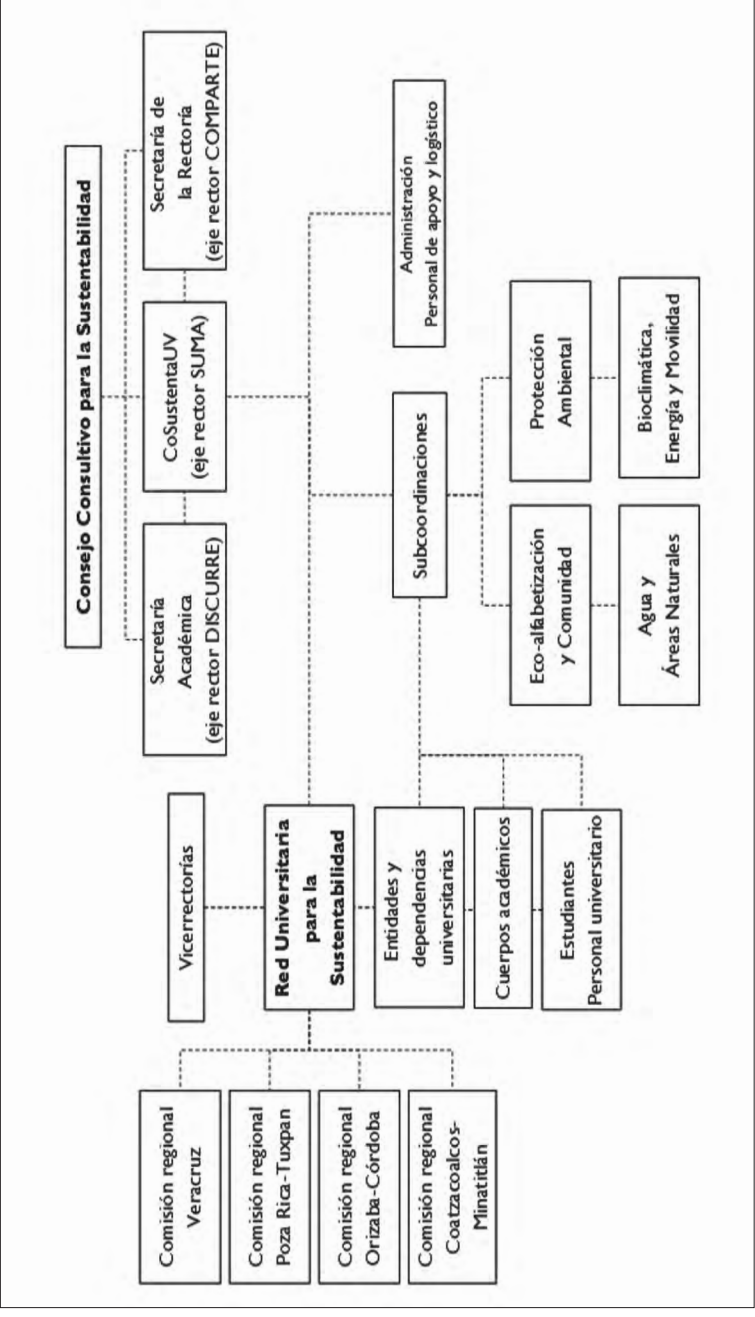 Consejo Consultivo para la Sustentabilidad
Secretaría
Académica
(eje rector DISCURRE)
CoSustentaUV
(eje rector SUMA)
Secretaría de
la Rectoría
(eje rector COMPARTE)
Vicerrectorías
Red Universitaria
para la
Sustentabilidad
Comisión regional
Veracruz
Comisión regional
Poza Rica-Tuxpan
Comisión regional
Orizaba-Córdoba
Comisión regional
Coatzacoalcos-
Minatitlán
Entidades y
dependencias
universitarias
Cuerpos académicos
Estudiantes
Personal universitario
Subcoordinaciones
Administración
Personal de apoyo y logístico
Eco-alfabetización
y Comunidad
Protección
Ambiental
Agua y
Áreas Naturales
Bioclimática,
Energía y Movilidad